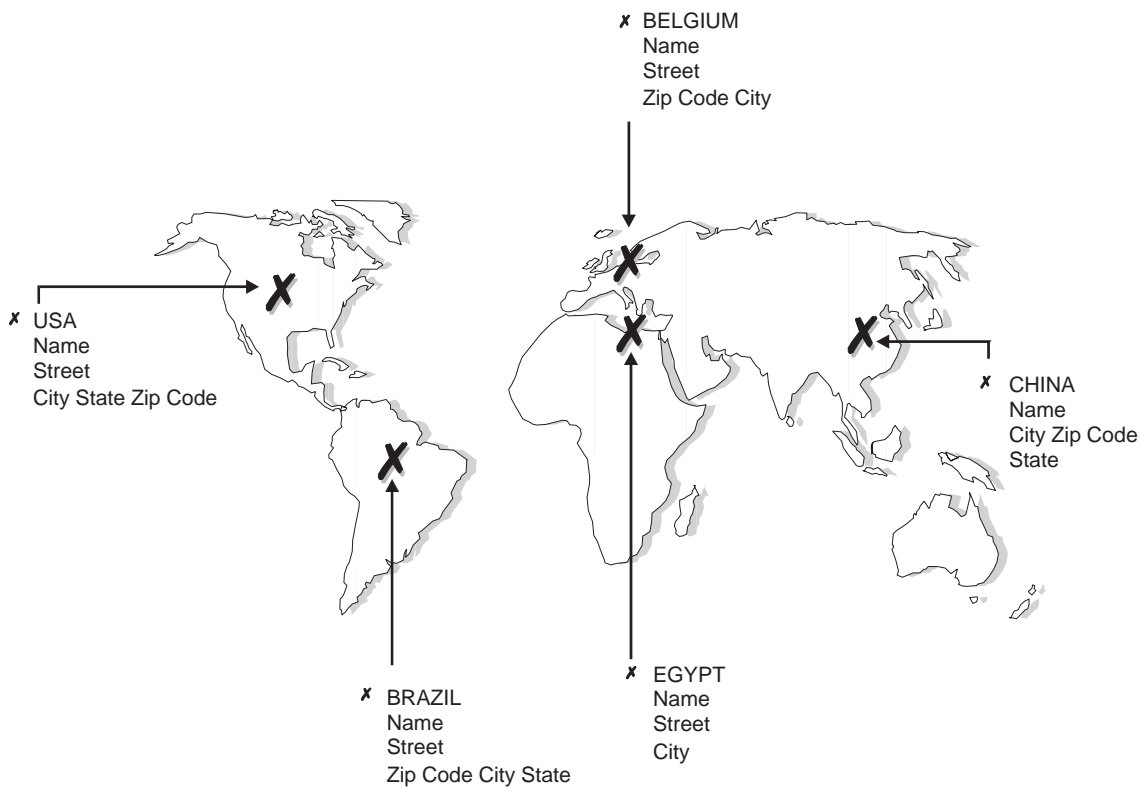 ✗ BELGIUM
Name
Street
Zip Code City
✗ USA
Name
Street
City State Zip Code
✗ CHINA
Name
City Zip Code
State
✗ BRAZIL
Name
Street
Zip Code City State
✗ EGYPT
Name
Street
City